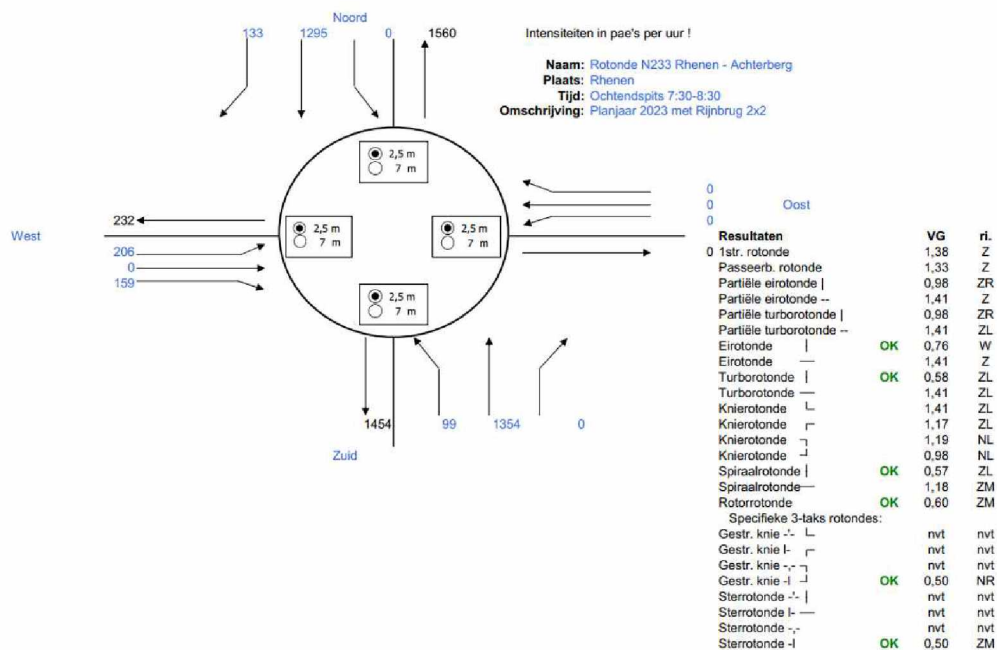 Noord
133 1295 0 1560
Intensiteiten in pae's per uur !
Naam: Rotonde N233 Rhenen - Achterberg
Plaats: Rhenen
Tijd: Ochtendspits 7:30-8:30
Omschrijving: Planjaar 2023 met Rijnbrug 2x2
2,5 m
7 m
2,5 m
7 m
2,5 m
7 m
2,5 m
7 m
232
West
206
0
159
0
0
0
Oost
0
1454 99 1354 0
Zuid
Resultaten VG ri.
1str. rotonde 1,38 Z
Passeerb. rotonde 1,33 Z
Partiële eirotonde | 0,98 ZR
Partiële eirotonde -- 1,41 Z
Partiële turborotonde | 0,98 ZR
Partiële turborotonde -- 1,41 ZL
Eirotonde | OK 0,76 W
Eirotonde — 1,41 Z
Turborotonde | OK 0,58 ZL
Turborotonde — 1,41 ZL
Knierotonde └ 1,41 ZL
Knierotonde ┌ 1,17 ZL
Knierotonde ┐ 1,19 NL
Knierotonde ┘ 0,98 NL
Spiraalrotonde | OK 0,57 ZL
Spiraalrotonde — 1,18 ZM
Rotorrotonde OK 0,60 ZM
Specifieke 3-taks rotondes:
Gestr. knie -'- └ nvt nvt
Gestr. knie I- ┌ nvt nvt
Gestr. knie -,- ┐ nvt nvt
Gestr. knie -I ┘ OK 0,50 NR
Sterrotonde -'- | nvt nvt
Sterrotonde I- — nvt nvt
Sterrotonde -,- nvt nvt
Sterrotonde -I OK 0,50 ZM